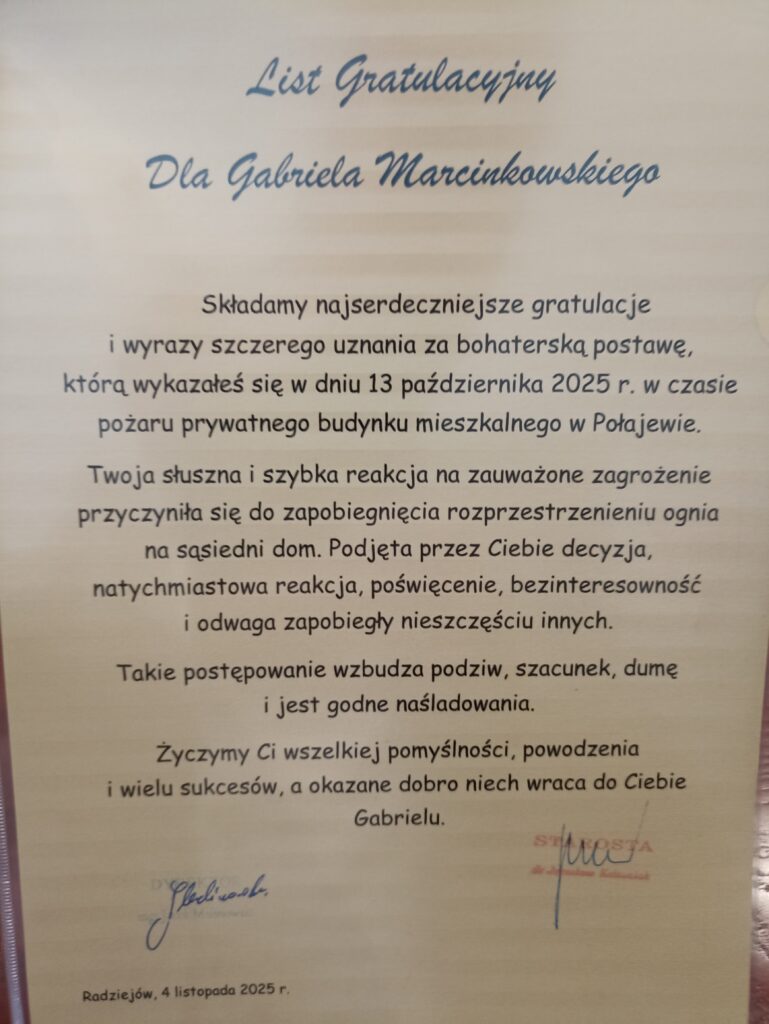 List Gratulacyjny
Dla Gabriela Marcinkowskiego
Składamy najserdeczniejsze gratulacje
i wyrazy szczerego uznania za bohaterską postawę,
którą wykazałeś się w dniu 13 października 2025 r. w czasie
pożaru prywatnego budynku mieszkalnego w Połajewie.
Twoja słuszna i szybka reakcja na zauważone zagrożenie
przyczyniła się do zapobiegnięcia rozprzestrzenieniu ognia
na sąsiedni dom. Podjęta przez Ciebie decyzja,
natychmiastowa reakcja, poświęcenie, bezinteresowność
i odwaga zapobiegły nieszczęściu innych.
Takie postępowanie wzbudza podziw, szacunek, dumę
i jest godne naśladowania.
Życzymy Ci wszelkiej pomyślności, powodzenia
i wielu sukcesów, a okazane dobro niech wraca do Ciebie
Gabrielu.
STAROSTA
Radziejów, 4 listopada 2025 r.